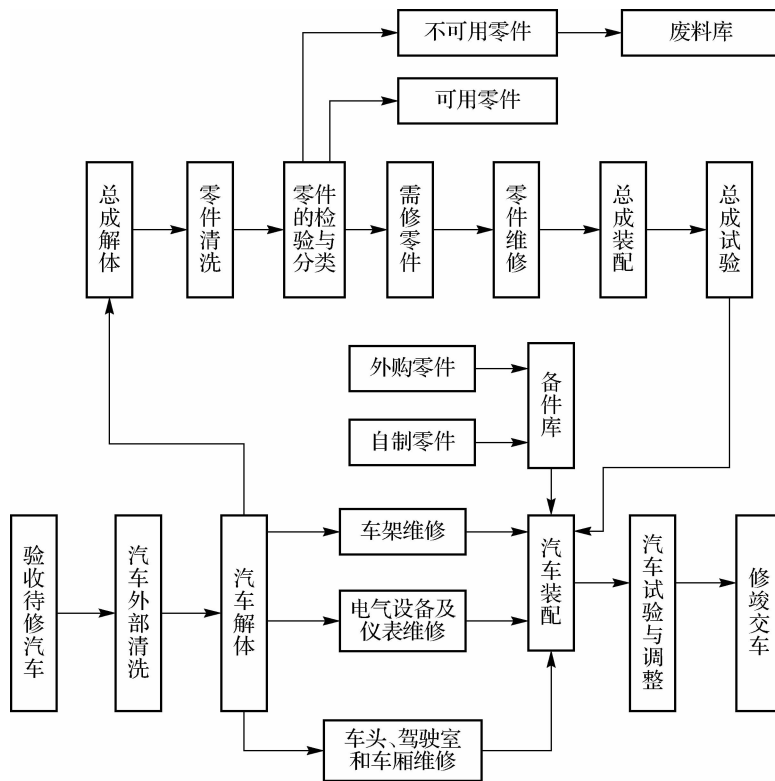 不可用零件
废料库
可用零件
总成解体
零件清洗
零件的检验与分类
需修零件
零件维修
总成装配
总成试验
外购零件
自制零件
备件库
验收待修汽车
汽车外部清洗
汽车解体
车架维修
电气设备及
仪表维修
车头、驾驶室
和车厢维修
汽车装配
汽车试验与调整
修竣交车